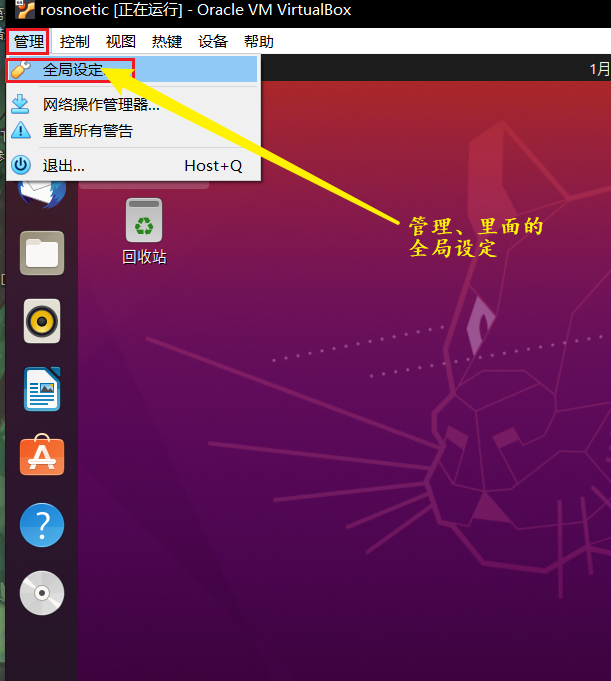 rosnoetic [正在运行] - Oracle VM VirtualBox
管理 控制 视图 热键 设备 帮助
全局设定...
1月
网络操作管理器...
重置所有警告
退出... Host+Q
回收站
管理、里面的
全局设定